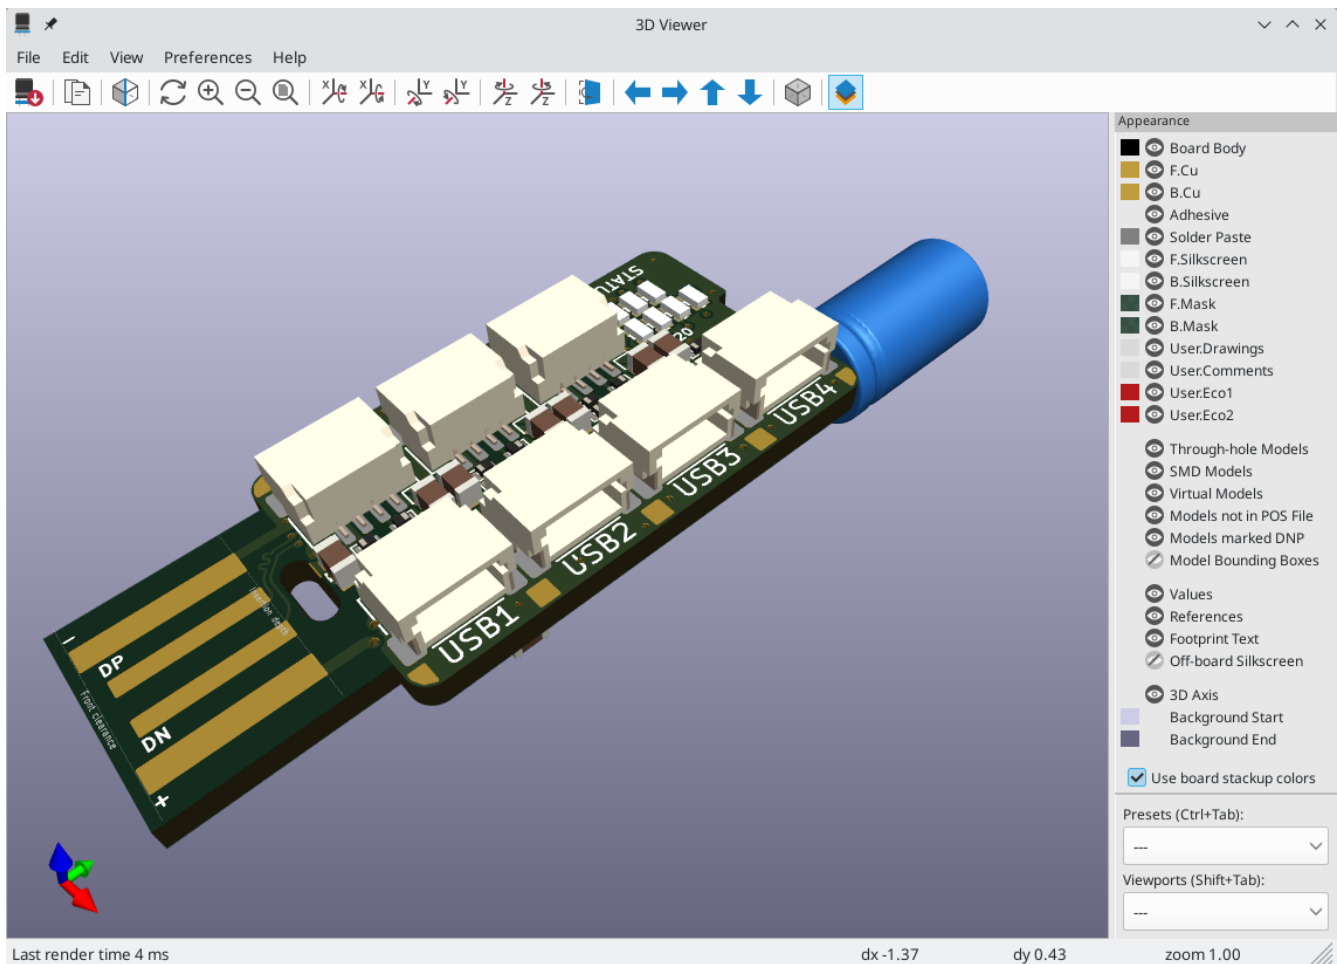 3D Viewer
File Edit View Preferences Help
Appearance
Board Body
F.Cu
B.Cu
Adhesive
Solder Paste
F.Silkscreen
B.Silkscreen
F.Mask
B.Mask
User.Drawings
User.Comments
User.Eco1
User.Eco2
Through-hole Models
SMD Models
Virtual Models
Models not in POS File
Models marked DNP
Model Bounding Boxes
Values
References
Footprint Text
Off-board Silkscreen
3D Axis
Background Start
Background End
Use board stackup colors
Presets (Ctrl+Tab):
---
Viewports (Shift+Tab):
---
20
USB4
USB3
USB2
USB1
Insertion depth
-
DP
DN
+
Front clearance
X X Y Y Z Z
Last render time 4 ms dx -1.37 dy 0.43 zoom 1.00